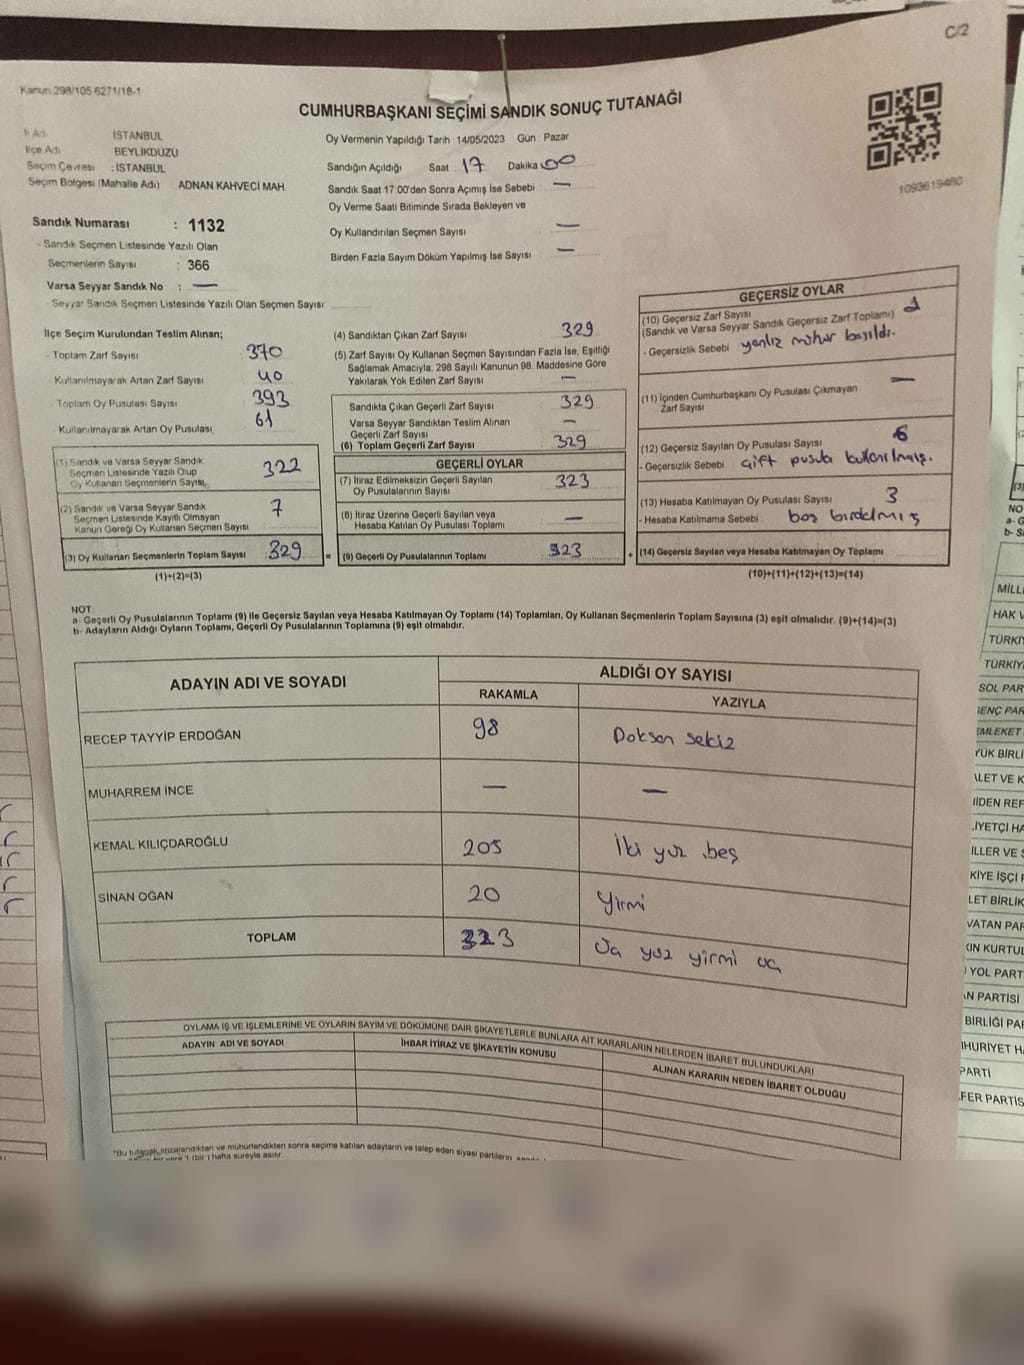 C/2
Kanun 298/105.6271/18-1
CUMHURBAŞKANI SEÇİMİ SANDIK SONUÇ TUTANAĞI
İl Adı İSTANBUL
İlçe Adı BEYLİKDÜZÜ
Seçim Çevresi : İSTANBUL
Seçim Bölgesi (Mahalle Adı) ADNAN KAHVECİ MAH.
Oy Vermenin Yapıldığı Tarih 14/05/2023 Gün : Pazar
Sandığın Açıldığı Saat 17 Dakika 00
Sandık Saat 17:00'den Sonra Açılmış İse Sebebi : —
Oy Verme Saati Bitiminde Sırada Bekleyen ve
Oy Kullandırılan Seçmen Sayısı —
Birden Fazla Sayım Döküm Yapılmış İse Sayısı —
1093619480
Sandık Numarası : 1132
- Sandık Seçmen Listesinde Yazılı Olan
Seçmenlerin Sayısı : 366
Varsa Seyyar Sandık No : —
- Seyyar Sandık Seçmen Listesinde Yazılı Olan Seçmen Sayısı:
İlçe Seçim Kurulundan Teslim Alınan;
- Toplam Zarf Sayısı 370
- Kullanılmayarak Artan Zarf Sayısı 40
- Toplam Oy Pusulası Sayısı 393
- Kullanılmayarak Artan Oy Pusulası 61
(1) Sandık ve Varsa Seyyar Sandık
Seçmen Listesinde Yazılı Olup
Oy Kullanan Seçmenlerin Sayısı 322
(2) Sandık ve Varsa Seyyar Sandık
Seçmen Listesinde Kayıtlı Olmayan
Kanun Gereği Oy Kullanan Seçmen Sayısı 7
(3) Oy Kullanan Seçmenlerin Toplam Sayısı 329
(1)+(2)=(3)
(4) Sandıktan Çıkan Zarf Sayısı 329
(5) Zarf Sayısı Oy Kullanan Seçmen Sayısından Fazla İse, Eşitliği
Sağlamak Amacıyla, 298 Sayılı Kanunun 98. Maddesine Göre
Yakılarak Yok Edilen Zarf Sayısı —
Sandıkta Çıkan Geçerli Zarf Sayısı 329
Varsa Seyyar Sandıktan Teslim Alınan
Geçerli Zarf Sayısı —
(6) Toplam Geçerli Zarf Sayısı 329
GEÇERLİ OYLAR
(7) İtiraz Edilmeksizin Geçerli Sayılan
Oy Pusulalarının Sayısı 323
(8) İtiraz Üzerine Geçerli Sayılan veya
Hesaba Katılan Oy Pusulası Toplamı —
= (9) Geçerli Oy Pusulalarının Toplamı 323
GEÇERSİZ OYLAR
(10) Geçersiz Zarf Sayısı
(Sandık ve Varsa Seyyar Sandık Geçersiz Zarf Toplamı)
- Geçersizlik Sebebi yanlız mühür basıldı.
(11) İçinden Cumhurbaşkanı Oy Pusulası Çıkmayan
Zarf Sayısı —
(12) Geçersiz Sayılan Oy Pusulası Sayısı 6
- Geçersizlik Sebebi çift pusula kullanılmış.
(13) Hesaba Katılmayan Oy Pusulası Sayısı 3
- Hesaba Katılmama Sebebi : boş bırakılmış
+ (14) Geçersiz Sayılan veya Hesaba Katılmayan Oy Toplamı
(10)+(11)+(12)+(13)=(14)
NOT:
a- Geçerli Oy Pusulalarının Toplamı (9) ile Geçersiz Sayılan veya Hesaba Katılmayan Oy Toplamı (14) Toplamları, Oy Kullanan Seçmenlerin Toplam Sayısına (3) eşit olmalıdır. (9)+(14)=(3)
b- Adayların Aldığı Oyların Toplamı, Geçerli Oy Pusulalarının Toplamına (9) eşit olmalıdır.
ADAYIN ADI VE SOYADI
ALDIĞI OY SAYISI
RAKAMLA YAZIYLA
RECEP TAYYİP ERDOĞAN 98 Doksan sekiz
MUHARREM İNCE — —
KEMAL KILIÇDAROĞLU 205 İki yüz beş
SİNAN OĞAN 20 Yirmi
TOPLAM 323 Üç yüz yirmi üç
OYLAMA İŞ VE İŞLEMLERİNE VE OYLARIN SAYIM VE DÖKÜMÜNE DAİR ŞİKAYETLERLE BUNLARA AİT KARARLARIN NELERDEN İBARET BULUNDUKLARI
ADAYIN ADI VE SOYADI İHBAR İTİRAZ VE ŞİKAYETİN KONUSU ALINAN KARARIN NEDEN İBARET OLDUĞU
*Bu tutanak, imzalandıktan ve mühürlendikten sonra seçime katılan adayların ve talep eden siyasi partilerin
1 (bir) hafta süreyle asılır.
NO
a- G
b- S
MİLL
HAK V
TÜRKİY
TÜRKİYE
SOL PAR
GENÇ PAR
EMLEKET
YÜK BİRLİ
ALET VE K
NİDEN REF
LİYETÇİ HA
İLLER VE S
KİYE İŞÇİ P
LET BİRLİK
VATAN PAR
KIN KURTUL
YOL PART
AN PARTİSİ
BİRLİĞİ PAR
HURİYET HA
PARTİ
AFER PARTİS